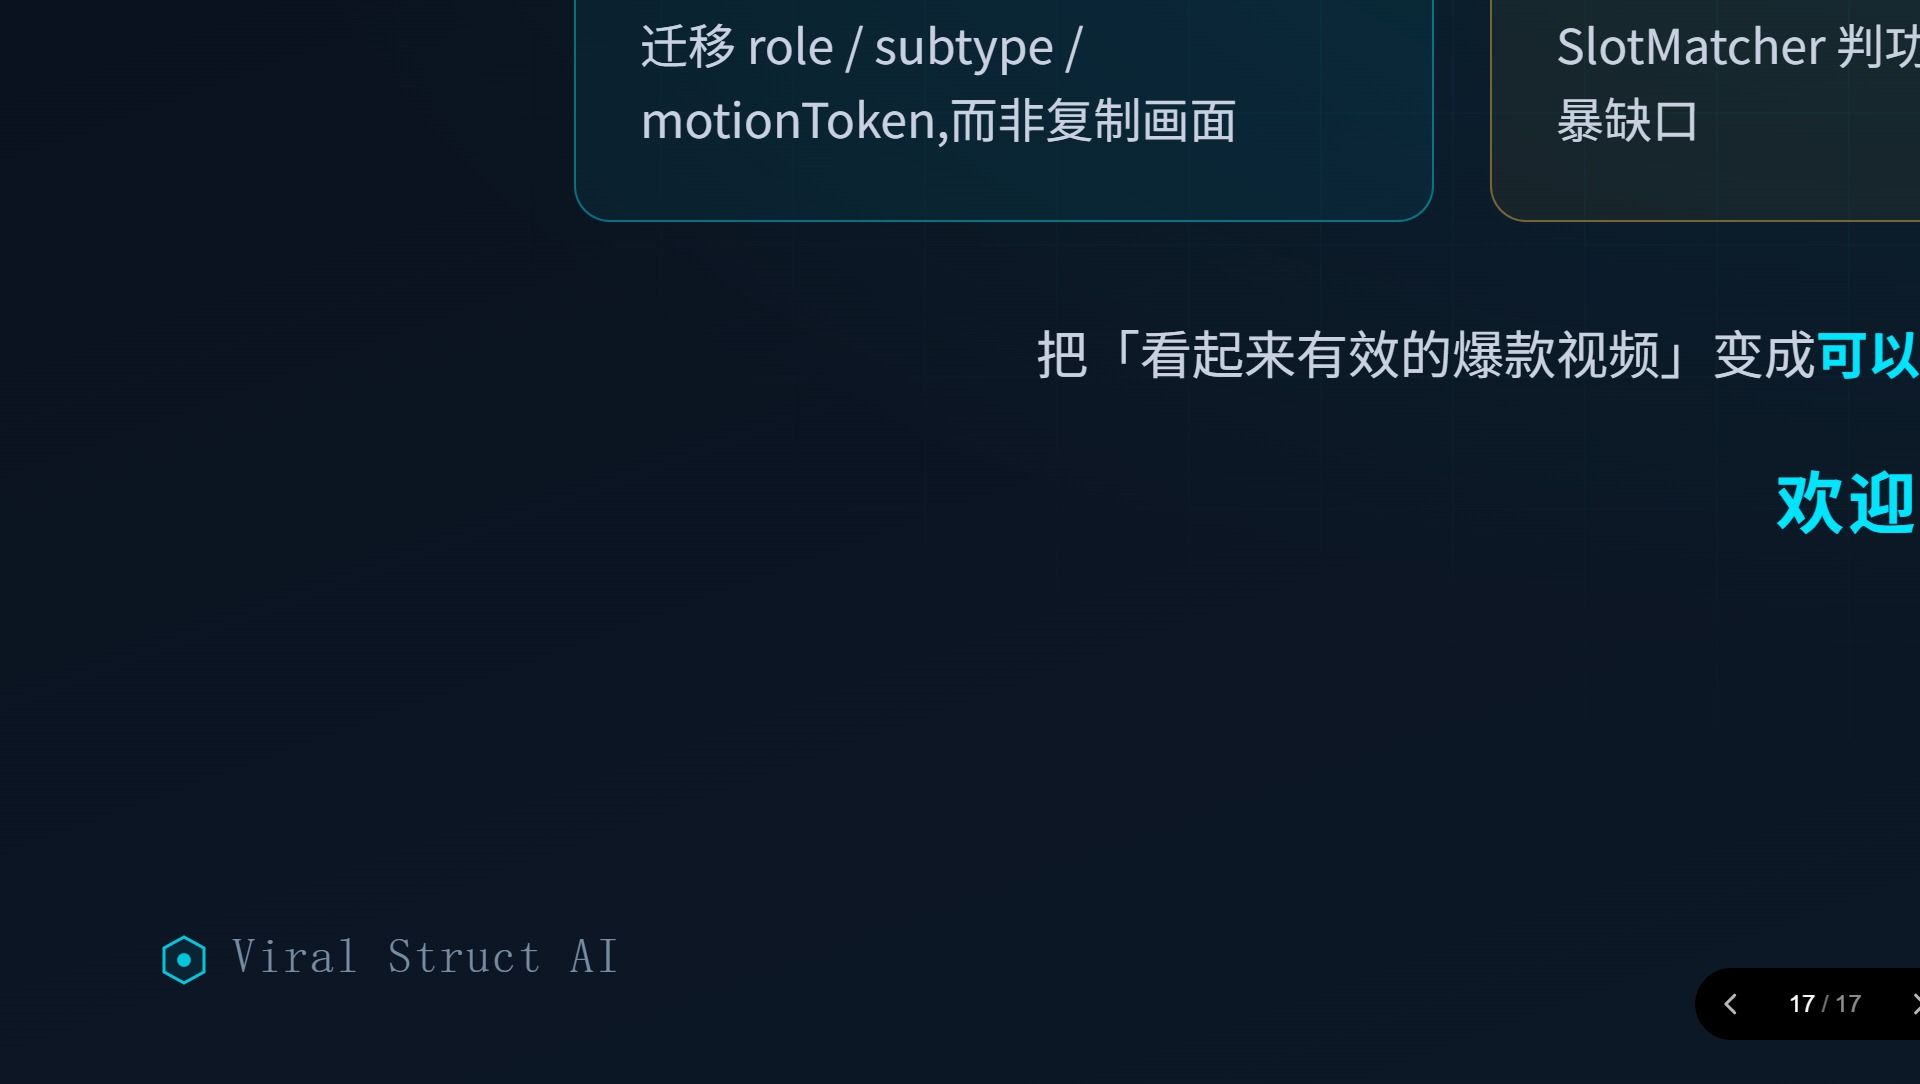 迁移 role / subtype /
motionToken,而非复制画面
SlotMatcher 判功
暴缺口
把「看起来有效的爆款视频」变成可以
欢迎
Viral Struct AI
17 / 17